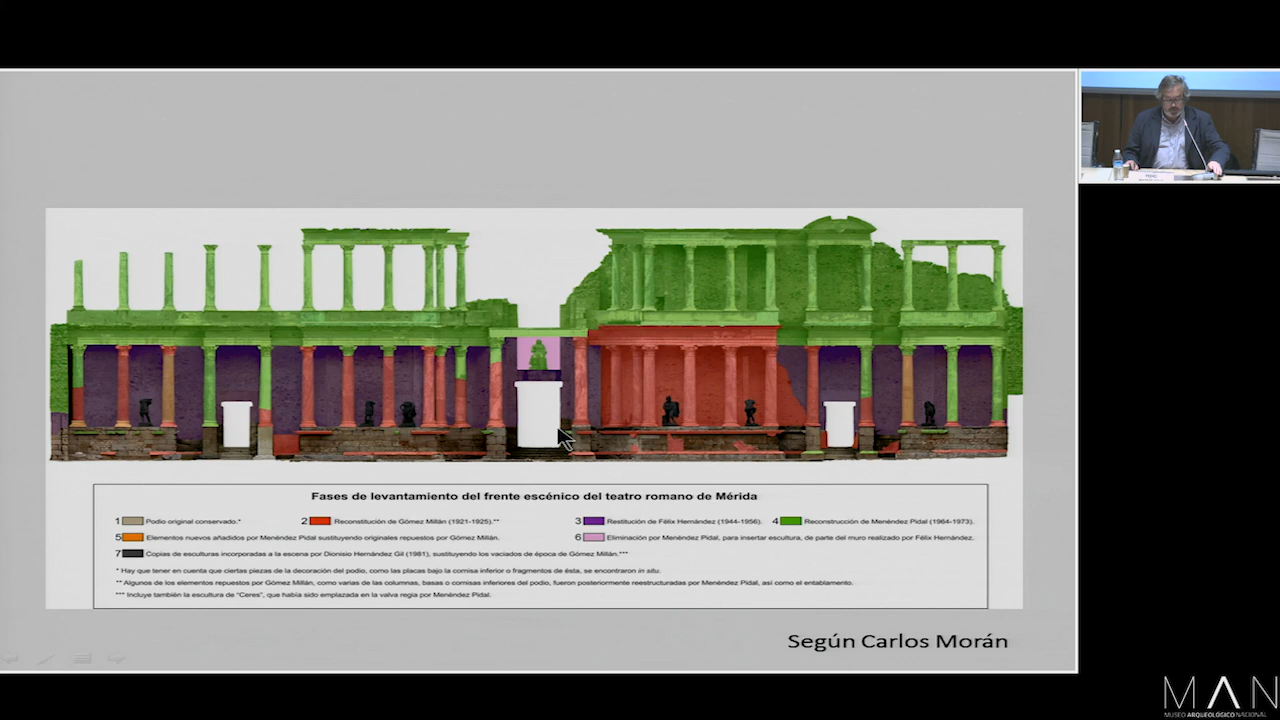 Fases de levantamiento del frente escénico del teatro romano de Mérida
1 Podio original conservado.* 2 Reconstitución de Gómez Millán (1921-1925).** 3 Restitución de Félix Hernández (1944-1956). 4 Reconstrucción de Menéndez Pidal (1964-1973).
5 Elementos nuevos añadidos por Menéndez Pidal sustituyendo originales repuestos por Gómez Millán. 6 Eliminación por Menéndez Pidal, para insertar escultura, de parte del muro realizado por Félix Hernández.
7 Copias de esculturas incorporadas a la escena por Dionisio Hernández Gil (1981), sustituyendo los vaciados de época de Gómez Millán.***
* Hay que tener en cuenta que ciertas piezas de la decoración del podio, como las placas bajo la cornisa inferior o fragmentos de ésta, se encontraron in situ.
** Algunos de los elementos repuestos por Gómez Millán, como varias de las columnas, basas o cornisas inferiores del podio, fueron posteriormente reestructuradas por Menéndez Pidal, así como el entablamento.
*** Incluye también la escultura de "Ceres", que había sido emplazada en la valva regia por Menéndez Pidal.
Según Carlos Morán
MAN
MUSEO ARQUEOLÓGICO NACIONAL